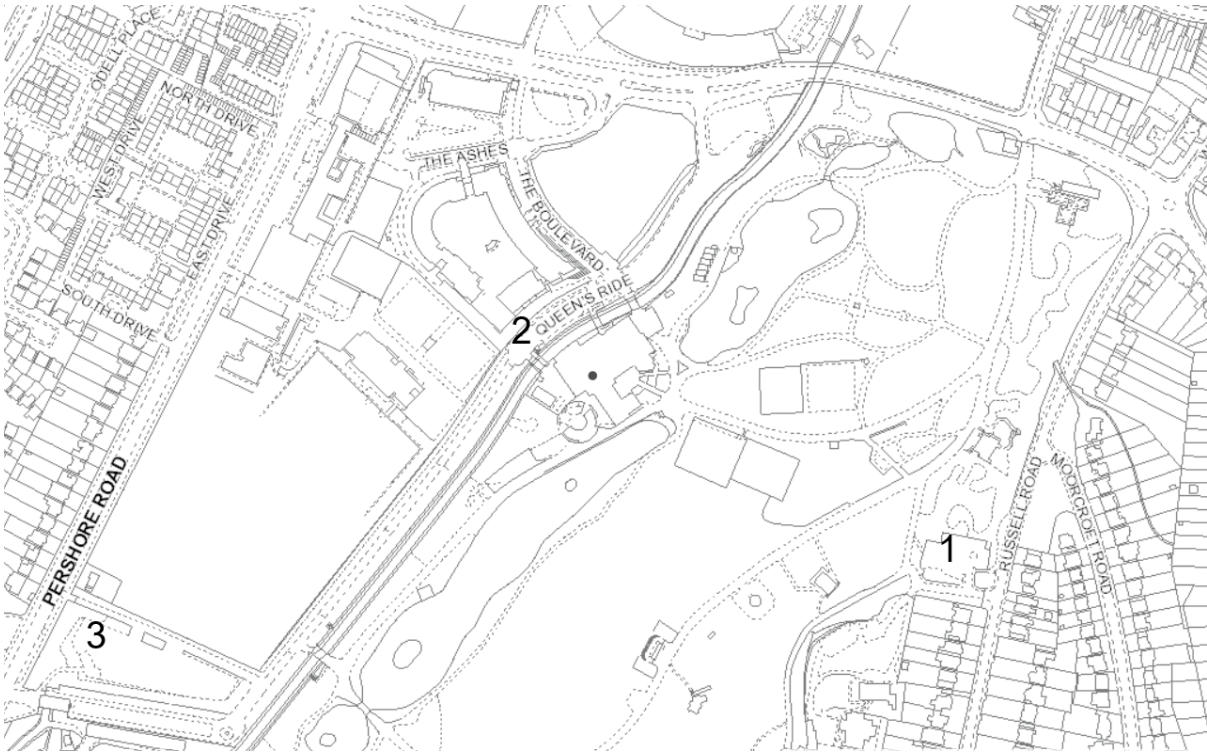 ODELL PLACE
NORTH DRIVE
WEST DRIVE
EAST DRIVE
SOUTH DRIVE
THE ASHES
THE BOULEVARD
QUEEN'S RIDE
2
PERSHORE ROAD
RUSSELL ROAD
MOORCROFT ROAD
1
3